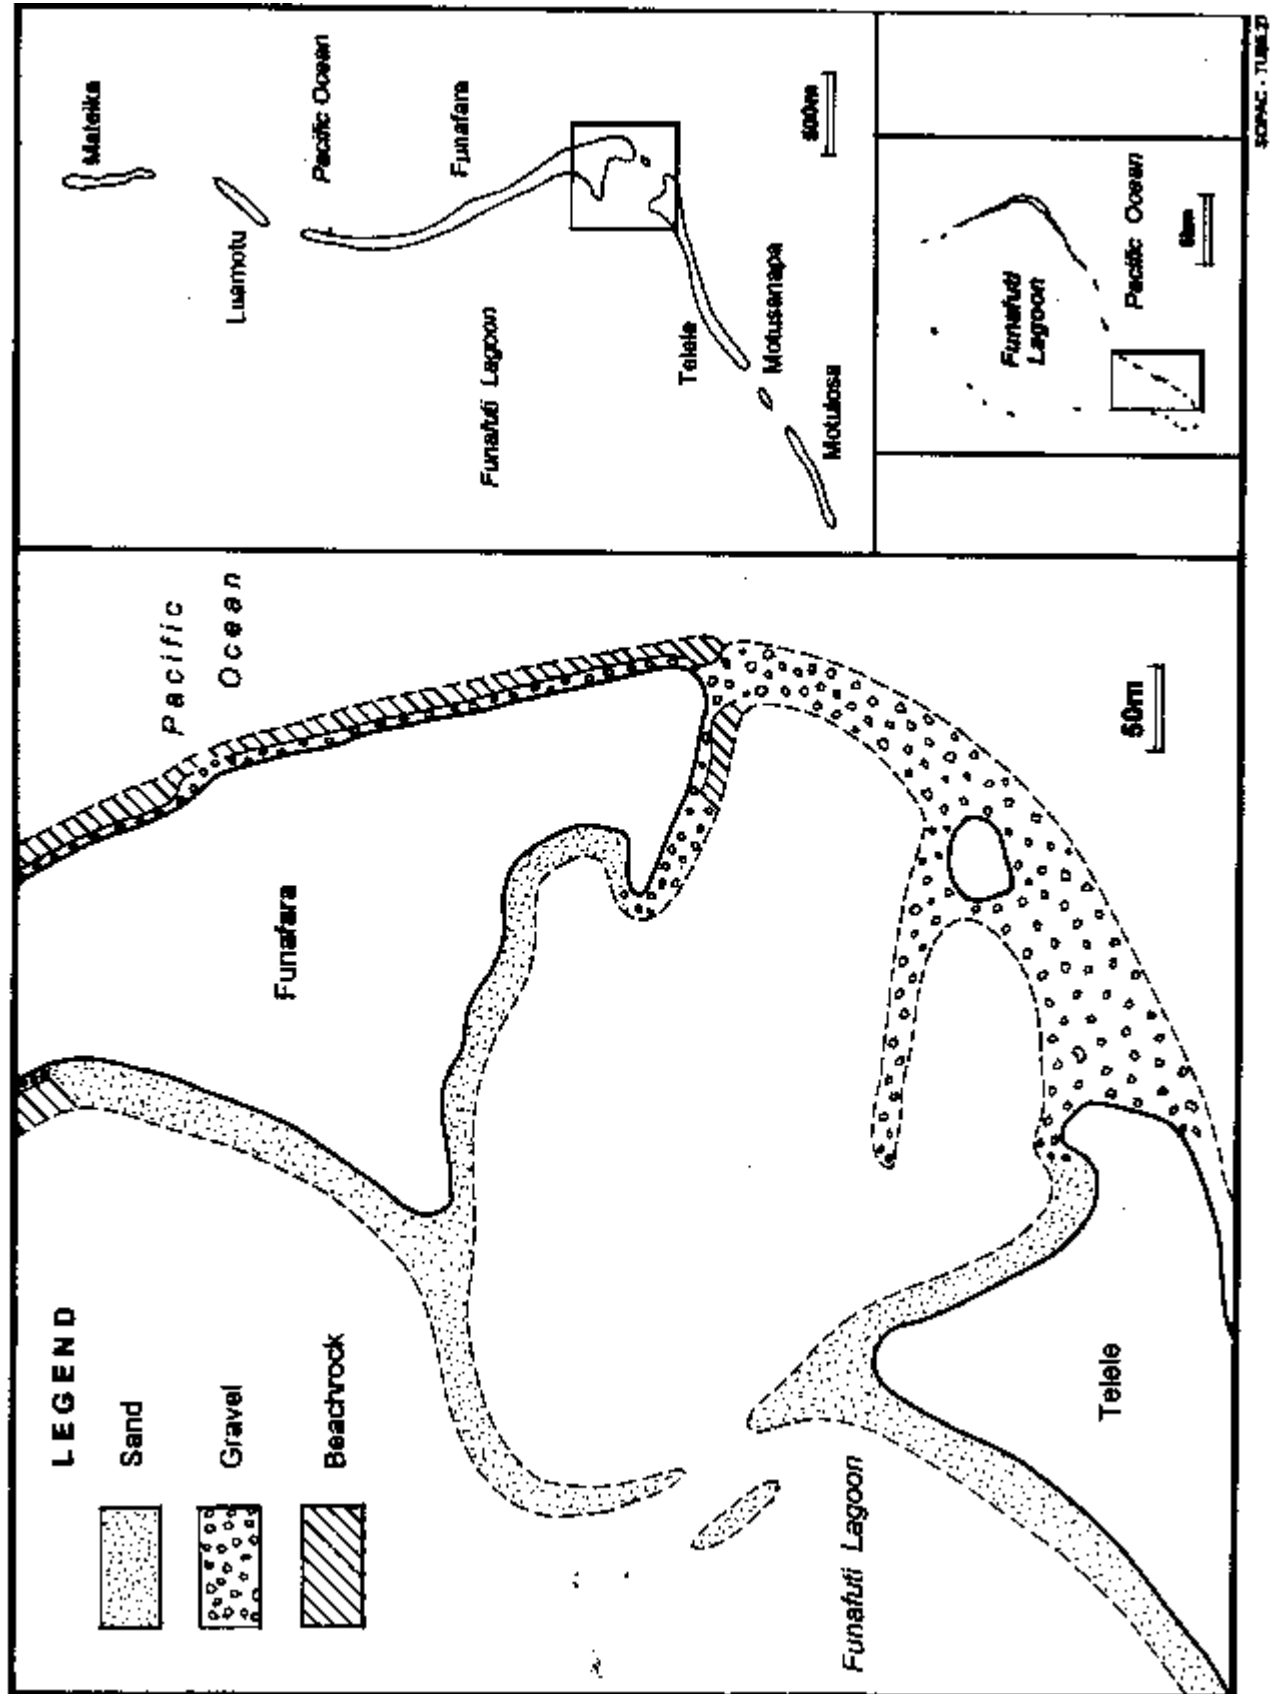 LEGEND
Sand
Gravel
Beachrock
Pacific
Ocean
Funafara
Telele
Funafuti Lagoon
50m
Mateika
Luamotu
Pacific Ocean
Funafara
Funafuti Lagoon
Telele
Motusanapa
Motuloa
500m
Funafuti
Lagoon
Pacific Ocean